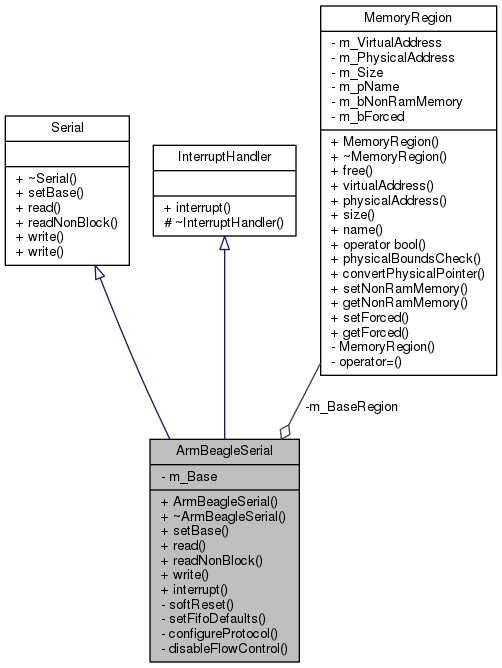 MemoryRegion
- m_VirtualAddress
- m_PhysicalAddress
- m_Size
- m_pName
- m_bNonRamMemory
- m_bForced
+ MemoryRegion()
+ ~MemoryRegion()
+ free()
+ virtualAddress()
+ physicalAddress()
+ size()
+ name()
+ operator bool()
+ physicalBoundsCheck()
+ convertPhysicalPointer()
+ setNonRamMemory()
+ getNonRamMemory()
+ setForced()
+ getForced()
- MemoryRegion()
- operator=()
Serial
+ ~Serial()
+ setBase()
+ read()
+ readNonBlock()
+ write()
+ write()
InterruptHandler
+ interrupt()
# ~InterruptHandler()
-m_BaseRegion
ArmBeagleSerial
- m_Base
+ ArmBeagleSerial()
+ ~ArmBeagleSerial()
+ setBase()
+ read()
+ readNonBlock()
+ write()
+ interrupt()
- softReset()
- setFifoDefaults()
- configureProtocol()
- disableFlowControl()